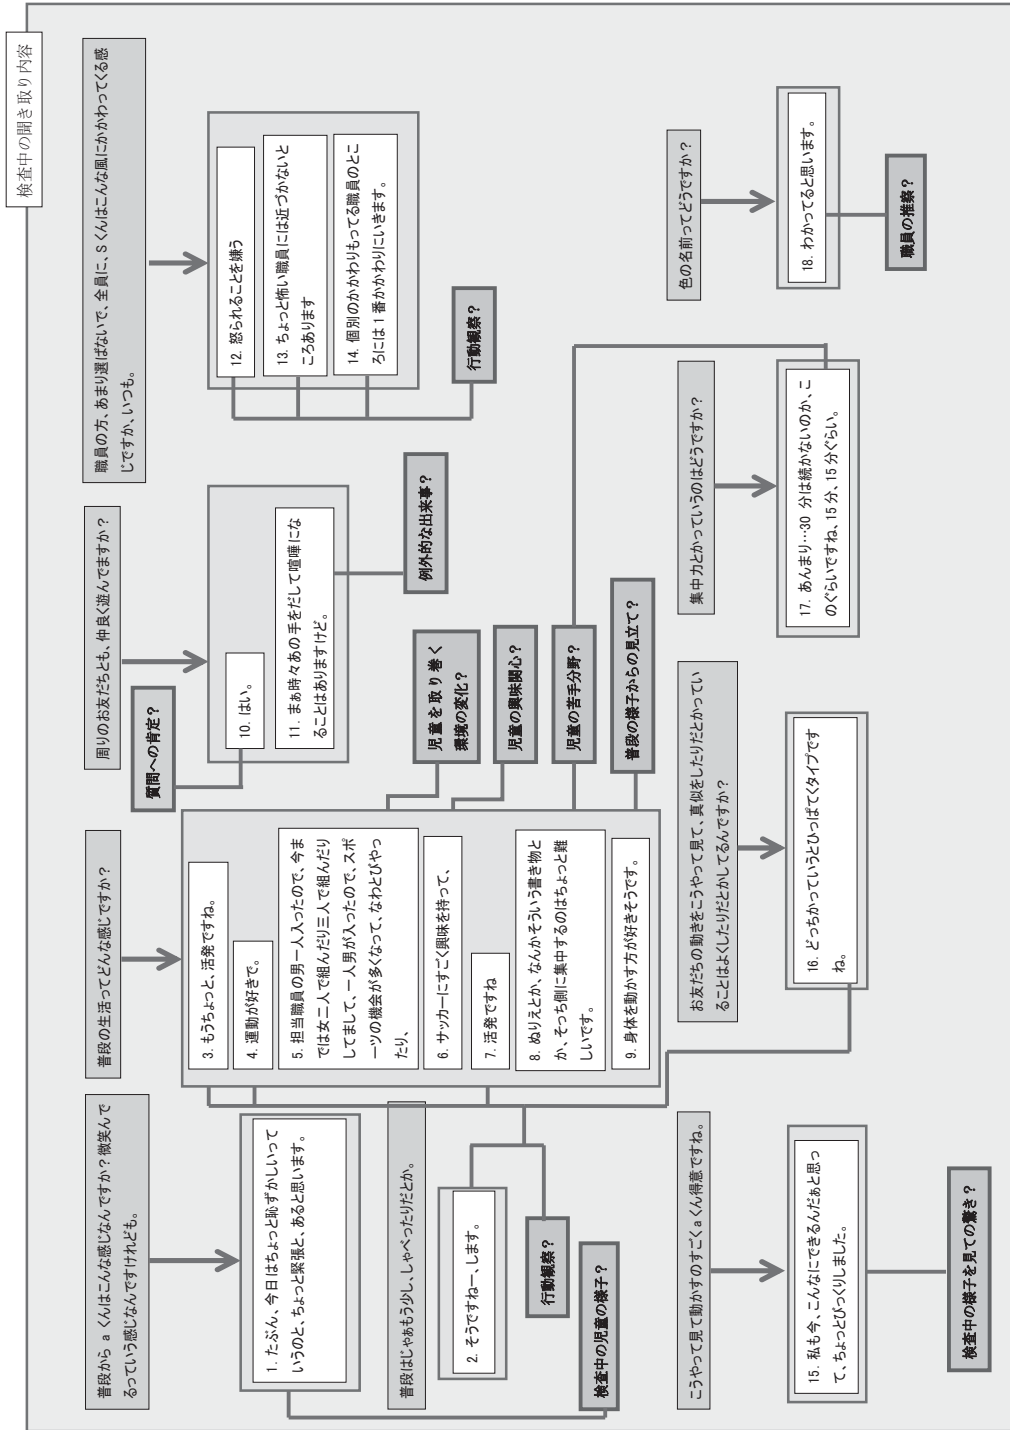 検査中の聞き取り内容
普段から a くんはこんな感じなんですか？微笑んで
るっていう感じなんですけれども。
1. たぶん、今日はちょっと恥ずかしいって
いうのと、ちょっと緊張と、あると思います。
普段はじゃぁもう少し、しゃべったりだとか。
2. そうですねー、します。
行動観察？
検査中の児童の様子？
普段の生活ってどんな感じですか？
3. もうちょっと、活発ですね。
4. 運動が好きで。
5. 担当職員の男一人入ったので、今ま
では女二人で組んだり三人で組んだり
してまして、一人男が入ったので、スポ
ーツの機会が多くなって、なわとびやっ
たり、
6. サッカーにすごく興味を持って、
7. 活発ですね
8. ぬりえとか、なんかそういう書き物と
か、そっち側に集中するのはちょっと難
しいです。
9. 身体を動かす方が好きそうです。
児童を取り巻く
環境の変化？
児童の興味関心？
児童の苦手分野？
普段の様子からの見立て？
周りのお友だちとも、仲良く遊んでますか？
質問への肯定？
10. はい。
11. まぁ時々あの手をだして喧嘩にな
ることはありますけど。
例外的な出来事？
職員の方、あまり選ばないで、全員に、S くんはこんな風にかかわってくる感
じですか、いつも。
12. 怒られることを嫌う
13. ちょっと怖い職員には近づかないと
ころあります
14. 個別のかかわりもってる職員のとこ
ろには 1 番かかわりにいきます。
行動観察？
こうやって見て動かすのすごくa くん得意ですね。
15. 私も今、こんなにできるんだぁと思っ
て、ちょっとびっくりしました。
検査中の様子を見ての驚き？
お友だちの動きをこうやって見て、真似をしたりだとかってい
ることはよくしたりだとかしてるんですか？
16. どっちかっていうとひっぱてくタイプです
ね。
集中力とかっていうのはどうですか？
17. あんまり…30 分は続かないのか、こ
のぐらいですね、15 分、15 分ぐらい。
色の名前ってどうですか？
18. わかってると思います。
職員の推察？